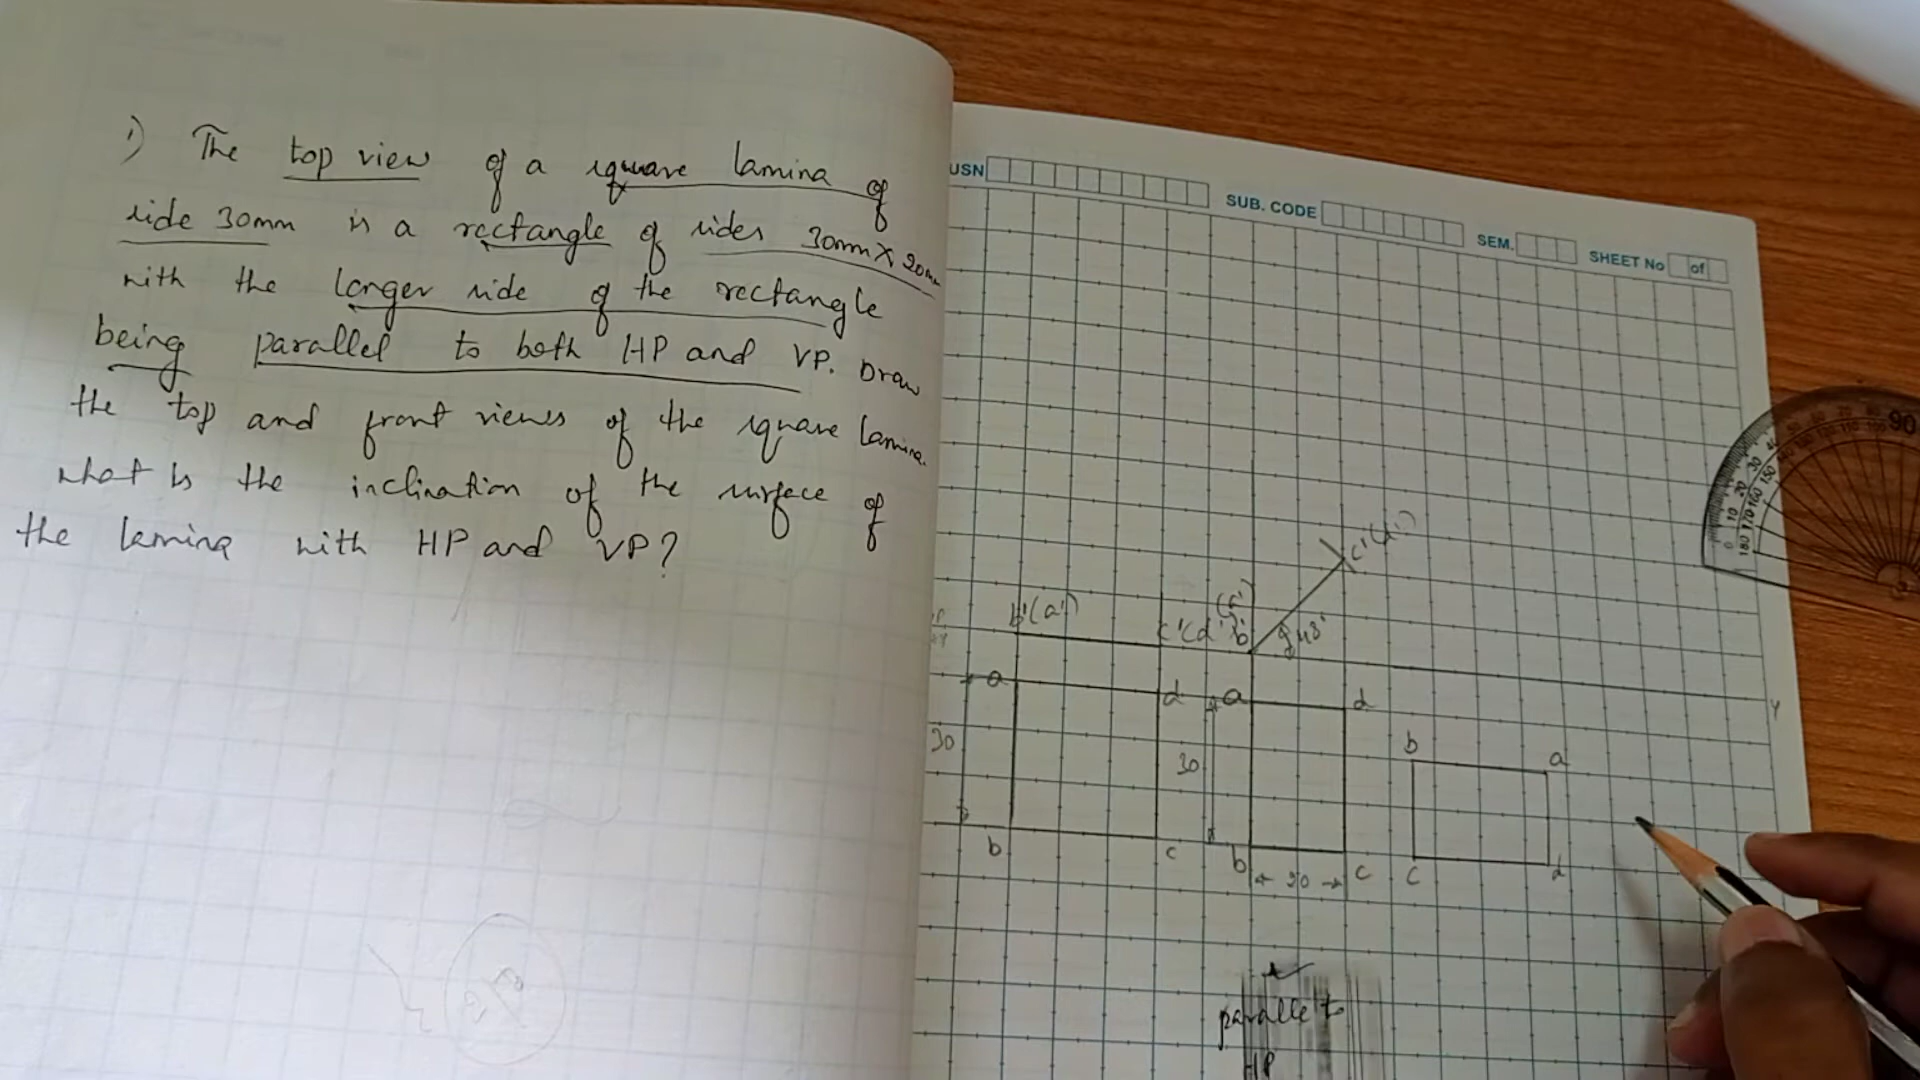 1) The top view of a square lamina of
side 30mm is a rectangle of sides 30mm X 20mm
with the longer side of the rectangle
being parallel to both HP and VP. Draw
the top and front views of the square lamina.
what is the inclination of the surface of
the lamina with HP and VP?
USN
SUB. CODE
SEM.
SHEET No of
90
c'(d')
b'(a')
c'(d'
(a')
b'
48°
a
d
a
d
y
30
30
b
a
b
c
b
20
c
c
d
parallel to
HP